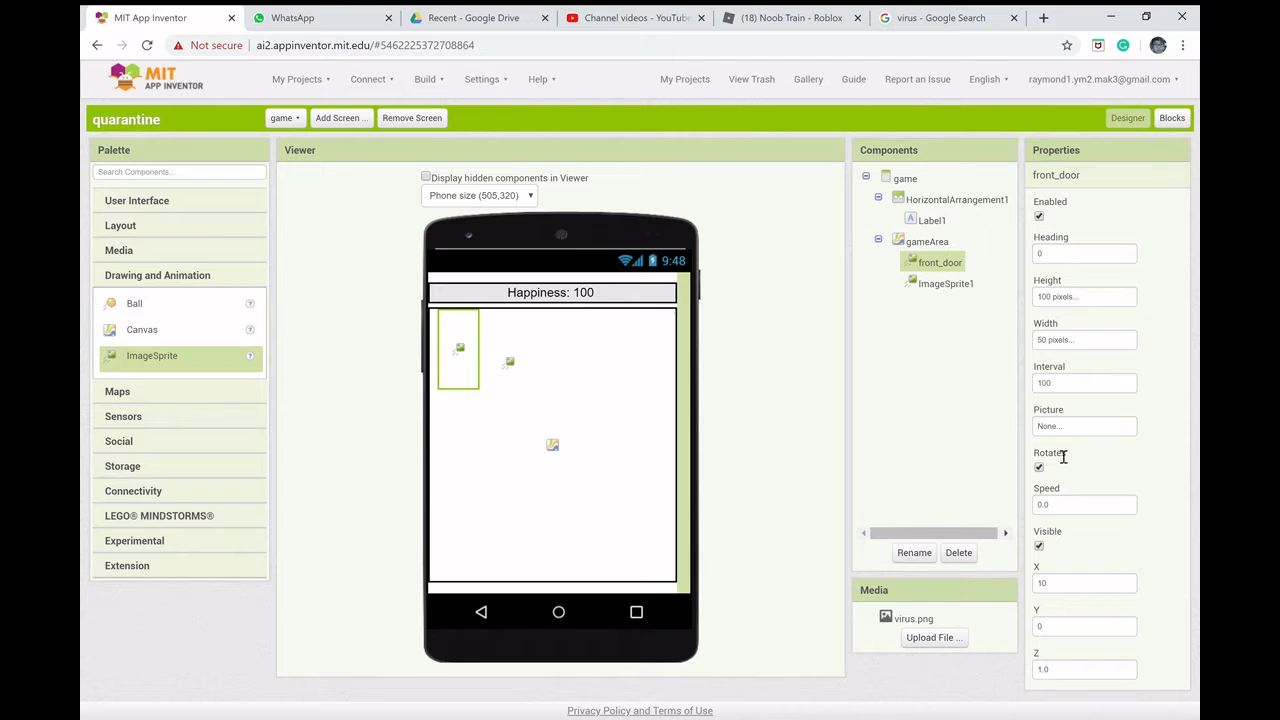 MIT App Inventor
WhatsApp
Recent - Google Drive
Channel videos - YouTub
(18) Noob Train - Roblox
virus - Google Search
Not secure
ai2.appinventor.mit.edu/#5462225372708864
MIT
APP INVENTOR
My Projects
Connect
Build
Settings
Help
My Projects
View Trash
Gallery
Guide
Report an Issue
English
raymond1.ym2.mak3@gmail.com
quarantine
game
Add Screen ...
Remove Screen
Designer
Blocks
Palette
Search Components...
User Interface
Layout
Media
Drawing and Animation
Ball
Canvas
ImageSprite
Maps
Sensors
Social
Storage
Connectivity
LEGO® MINDSTORMS®
Experimental
Extension
Viewer
Display hidden components in Viewer
Phone size (505,320)
9:48
Happiness: 100
Components
game
HorizontalArrangement1
Label1
gameArea
front_door
ImageSprite1
Rename
Delete
Media
virus.png
Upload File ...
Properties
front_door
Enabled
Heading
0
Height
100 pixels...
Width
50 pixels...
Interval
100
Picture
None...
Rotates
Speed
0.0
Visible
X
10
Y
0
Z
1.0
Privacy Policy and Terms of Use